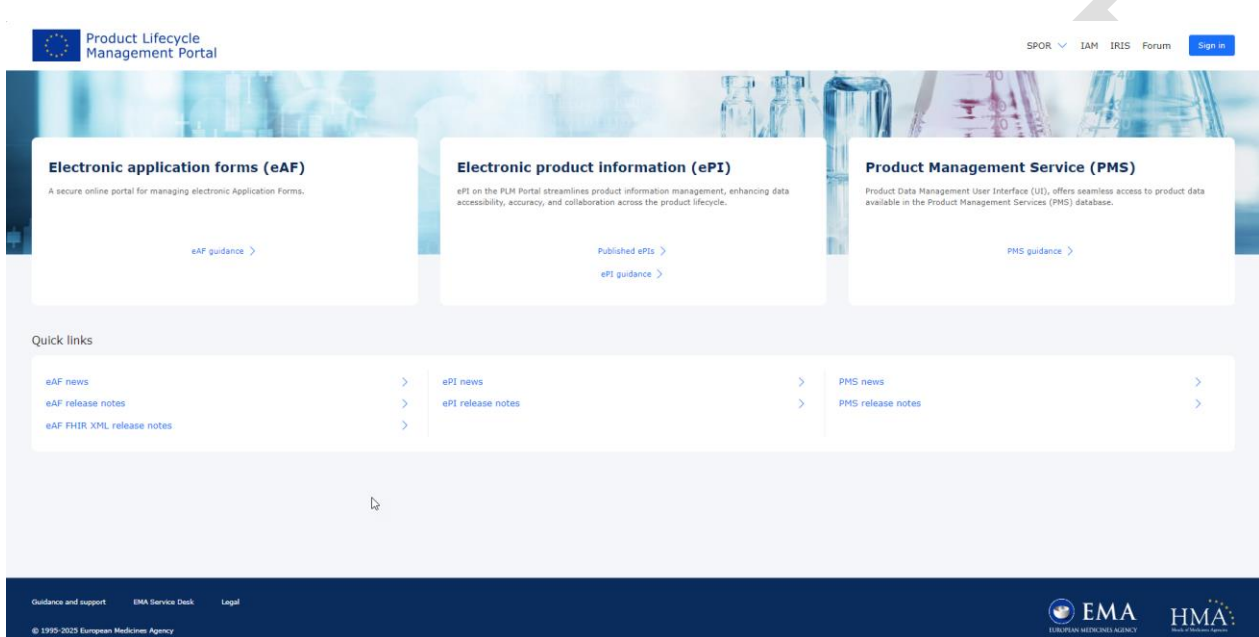 Product Lifecycle
Management Portal
SPOR IAM IRIS Forum Sign in
Electronic application forms (eAF)
A secure online portal for managing electronic Application Forms.
eAF guidance
Electronic product information (ePI)
ePI on the PLM Portal streamlines product information management, enhancing data
accessibility, accuracy, and collaboration across the product lifecycle.
Published ePIs
ePI guidance
Product Management Service (PMS)
Product Data Management User Interface (UI), offers seamless access to product data
available in the Product Management Services (PMS) database.
PMS guidance
Quick links
eAF news
eAF release notes
eAF FHIR XML release notes
ePI news
ePI release notes
PMS news
PMS release notes
Guidance and support EMA Service Desk Legal
© 1995-2025 European Medicines Agency
EMA
EUROPEAN MEDICINES AGENCY
HMA
Heads of Medicines Agencies